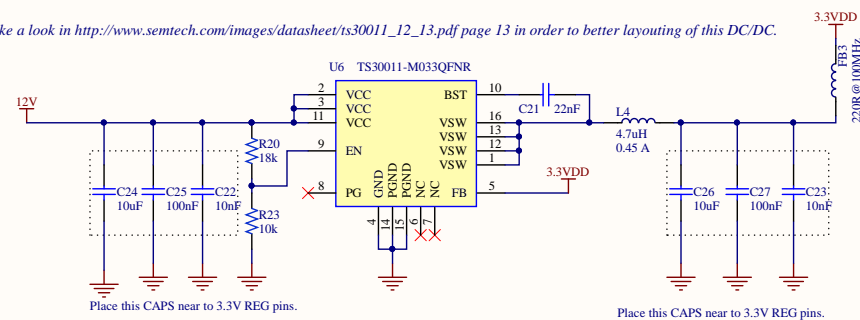 ke a look in http://www.semtech.com/images/datasheet/ts30011_12_13.pdf page 13 in order to better layouting of this DC/DC.
3.3VDD
FB3
220R@100MHz
U6 TS30011-M033QFNR
12V
2 VCC
3 VCC
11 VCC
9 EN
8 PG
BST 10
VSW 16
VSW 13
VSW 12
VSW 1
FB 5
GND
PGND
PGND
NC
NC
4
14
15
6
7
C21 22nF
L4
4.7uH
0.45 A
3.3VDD
R20
18k
R23
10k
C24
10uF
C25
100nF
C22
10nF
C26
10uF
C27
100nF
C23
10nF
Place this CAPS near to 3.3V REG pins.
Place this CAPS near to 3.3V REG pins.